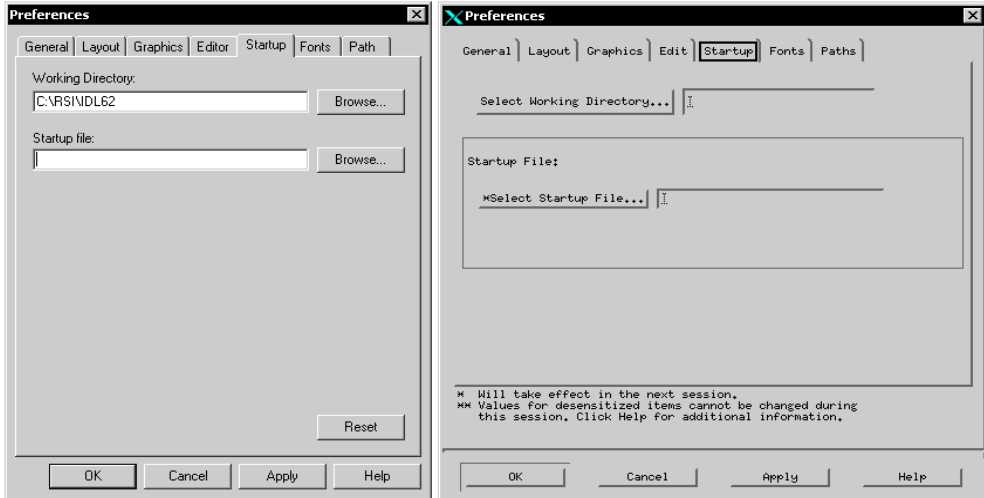 Preferences
General Layout Graphics Editor Startup Fonts Path
Working Directory:
C:\RSI\IDL62
Browse...
Startup file:
Browse...
Reset
OK Cancel Apply Help
Preferences
General Layout Graphics Edit Startup Fonts Paths
Select Working Directory...
Startup File:
*Select Startup File...
* Will take effect in the next session.
** Values for desensitized items cannot be changed during
this session. Click Help for additional information.
OK Cancel Apply Help